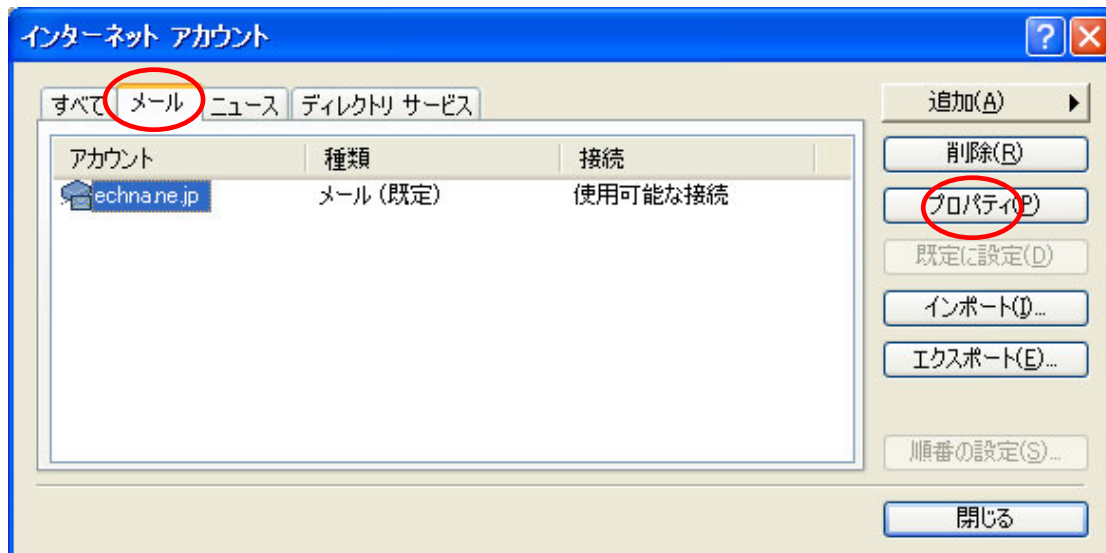 インターネット アカウント
すべて メール ニュース ディレクトリ サービス
アカウント 種類 接続
echna.ne.jp メール (既定) 使用可能な接続
追加(A)
削除(R)
プロパティ(P)
既定に設定(D)
インポート(I)...
エクスポート(E)...
順番の設定(S)...
閉じる